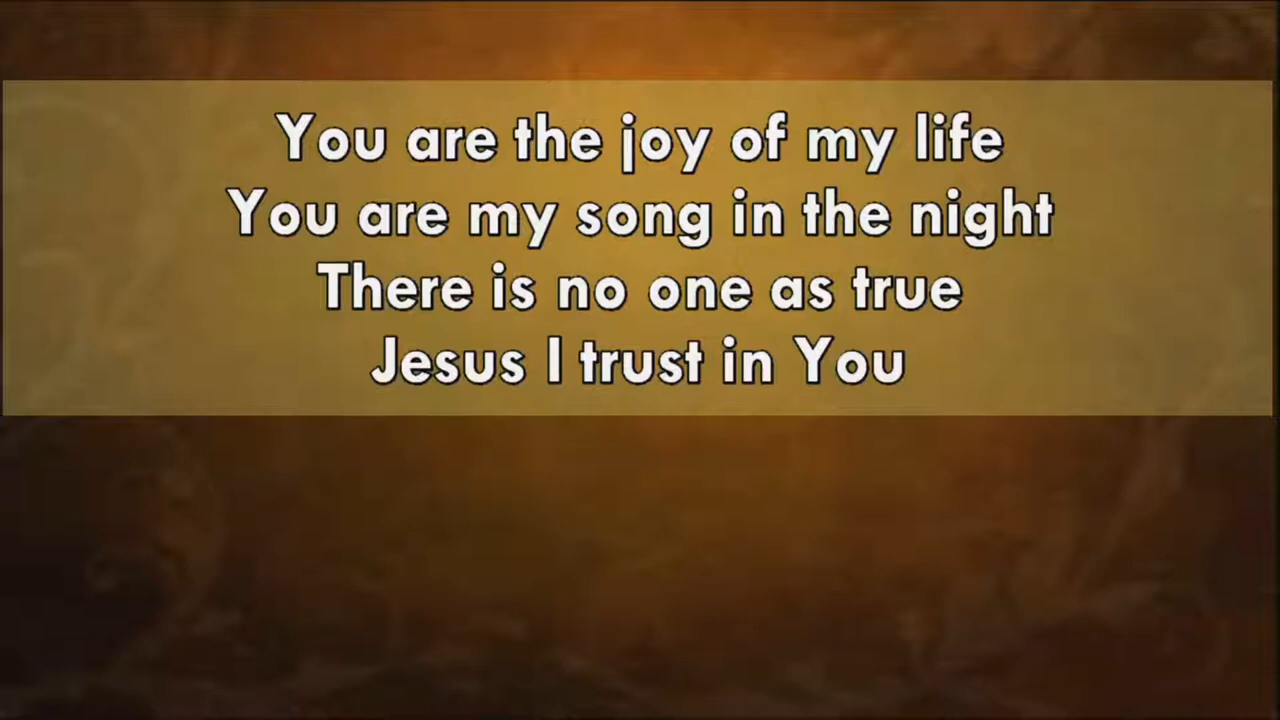 You are the joy of my life
You are my song in the night
There is no one as true
Jesus I trust in You